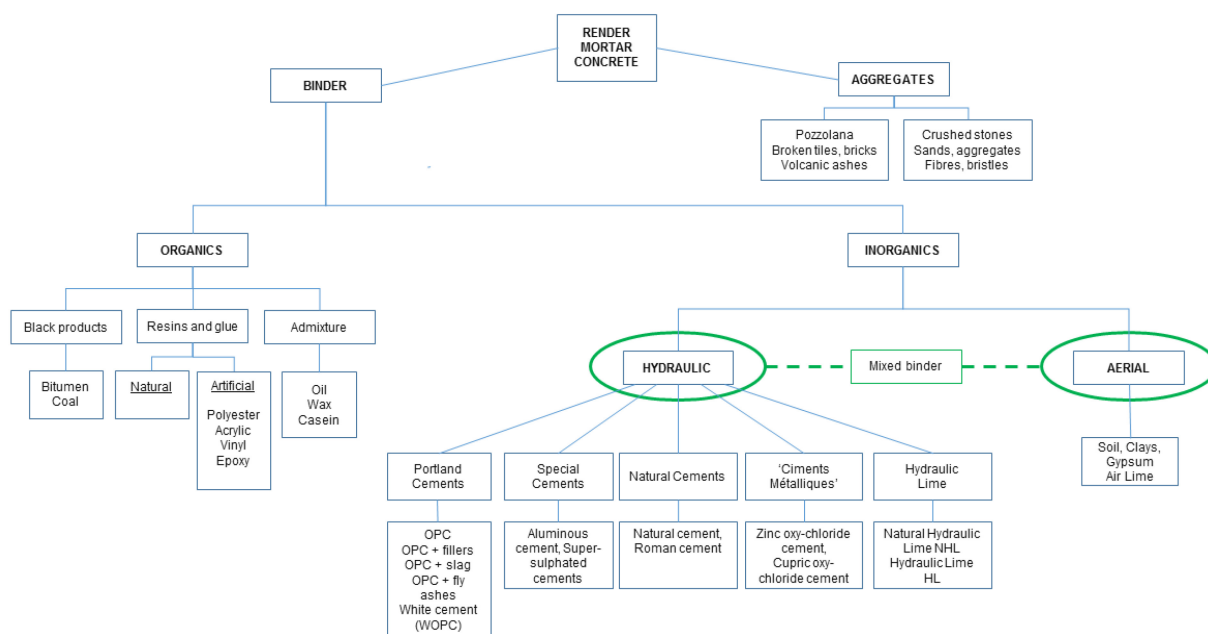 RENDER
MORTAR
CONCRETE
BINDER
AGGREGATES
Pozzolana
Broken tiles, bricks
Volcanic ashes
Crushed stones
Sands, aggregates
Fibres, bristles
ORGANICS
INORGANICS
Black products
Resins and glue
Admixture
Bitumen
Coal
Natural
Artificial
Polyester
Acrylic
Vinyl
Epoxy
Oil
Wax
Casein
HYDRAULIC
Mixed binder
AERIAL
Soil, Clays,
Gypsum
Air Lime
Portland
Cements
Special
Cements
Natural Cements
‘Ciments
Métalliques’
Hydraulic
Lime
OPC
OPC + fillers
OPC + slag
OPC + fly
ashes
White cement
(WOPC)
Aluminous
cement, Super-
sulphated
cements
Natural cement,
Roman cement
Zinc oxy-chloride
cement,
Cupric oxy-
chloride cement
Natural Hydraulic
Lime NHL
Hydraulic Lime
HL